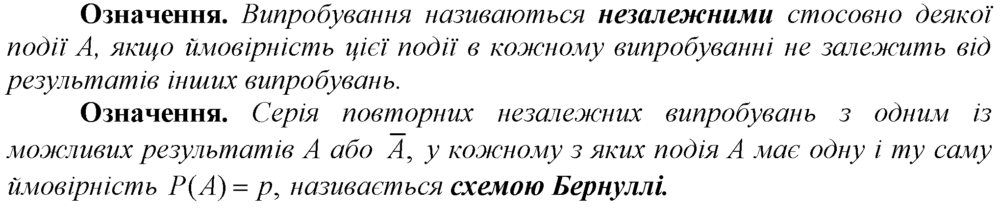 Означення. Випробування називаються незалежними стосовно деякої
події А, якщо ймовірність цієї події в кожному випробуванні не залежить від
результатів інших випробувань.
Означення. Серія повторних незалежних випробувань з одним із
можливих результатів А або A̅, у кожному з яких подія А має одну і ту саму
ймовірність P(A) = p, називається схемою Бернуллі.